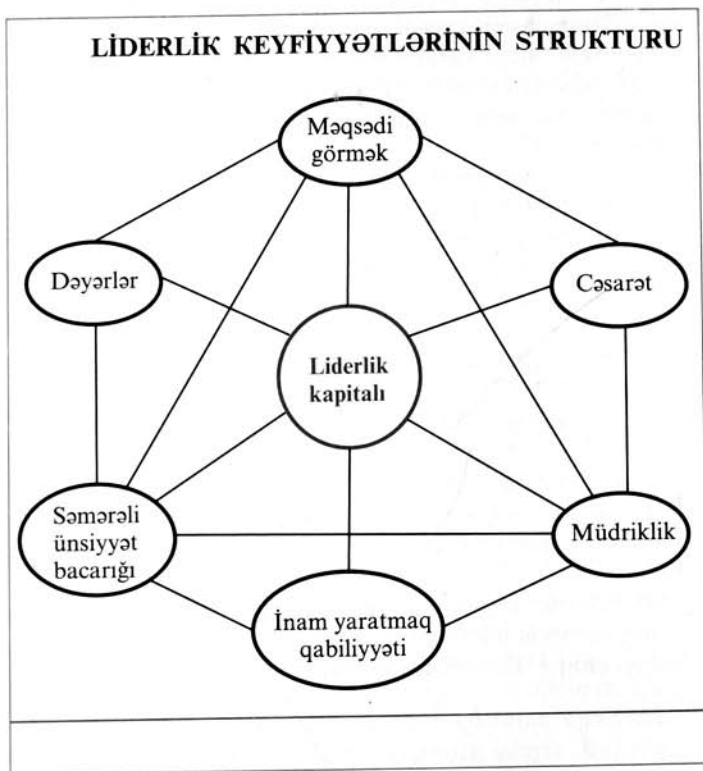 LİDERLİK KEYFİYYƏTLƏRİNİN STRUKTURU
Məqsədi
görmək
Dəyərlər
Cəsarət
Liderlik
kapitalı
Səmərəli
ünsiyyət
bacarığı
Müdriklik
İnam yaratmaq
qabiliyyəti